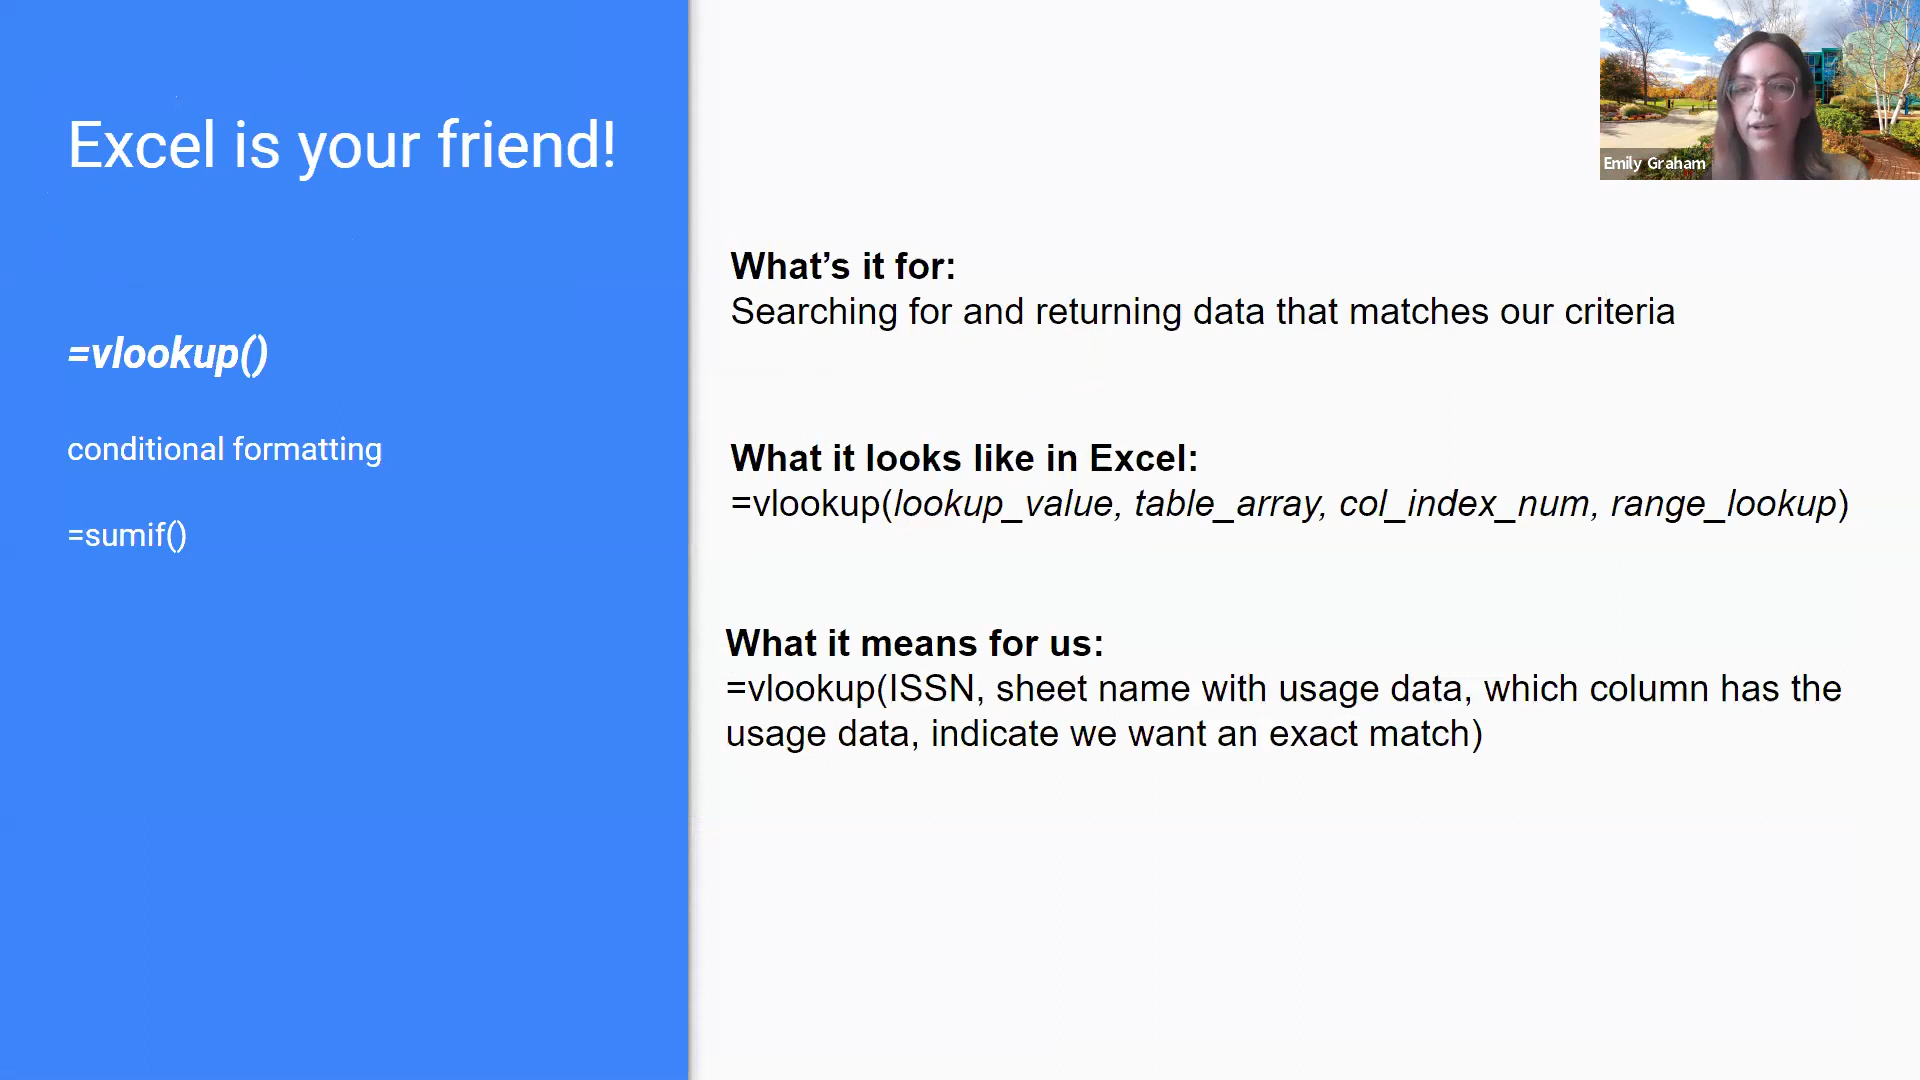 Excel is your friend!
=vlookup()
conditional formatting
=sumif()
What’s it for:
Searching for and returning data that matches our criteria
What it looks like in Excel:
=vlookup(lookup_value, table_array, col_index_num, range_lookup)
What it means for us:
=vlookup(ISSN, sheet name with usage data, which column has the
usage data, indicate we want an exact match)
Emily Graham